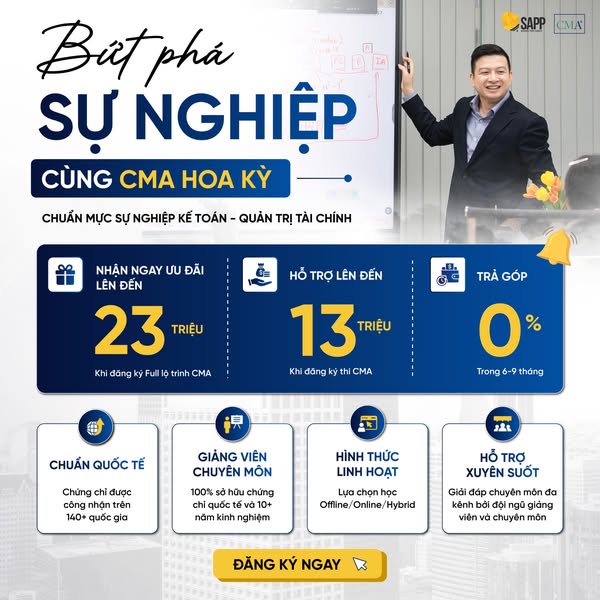 SAPP
CMA
Bứt phá
SỰ NGHIỆP
CÙNG CMA HOA KỲ
CHUẨN MỰC SỰ NGHIỆP KẾ TOÁN - QUẢN TRỊ TÀI CHÍNH
NHẬN NGAY ƯU ĐÃI
LÊN ĐẾN
23 TRIỆU
Khi đăng ký Full lộ trình CMA
HỖ TRỢ LÊN ĐẾN
13 TRIỆU
Khi đăng ký thi CMA
TRẢ GÓP
0%
Trong 6-9 tháng
CHUẨN QUỐC TẾ
Chứng chỉ được
công nhận trên
140+ quốc gia
GIẢNG VIÊN
CHUYÊN MÔN
100% sở hữu chứng
chỉ quốc tế và 10+
năm kinh nghiệm
HÌNH THỨC
LINH HOẠT
Lựa chọn học
Offline/Online/Hybrid
HỖ TRỢ
XUYÊN SUỐT
Giải đáp chuyên môn đa
kênh bởi đội ngũ giảng
viên và chuyên môn
ĐĂNG KÝ NGAY